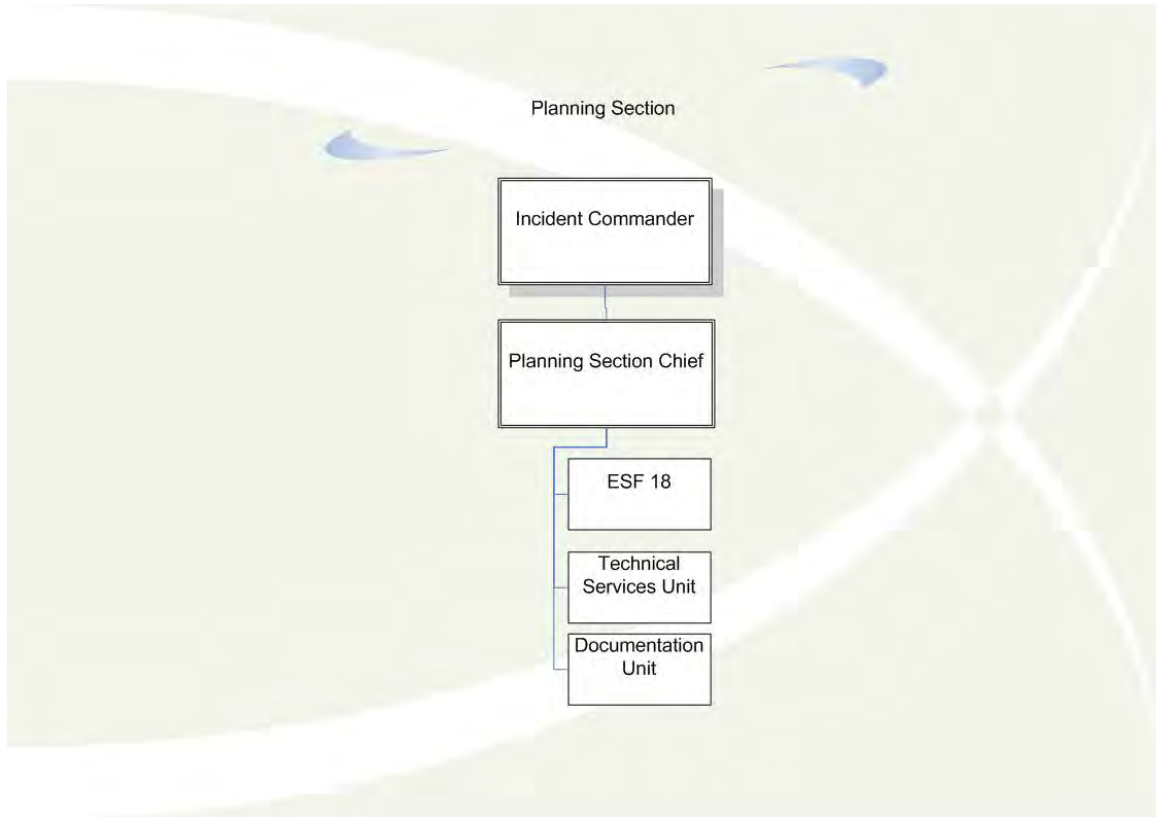 Planning Section
Incident Commander
Planning Section Chief
ESF 18
Technical
Services Unit
Documentation
Unit